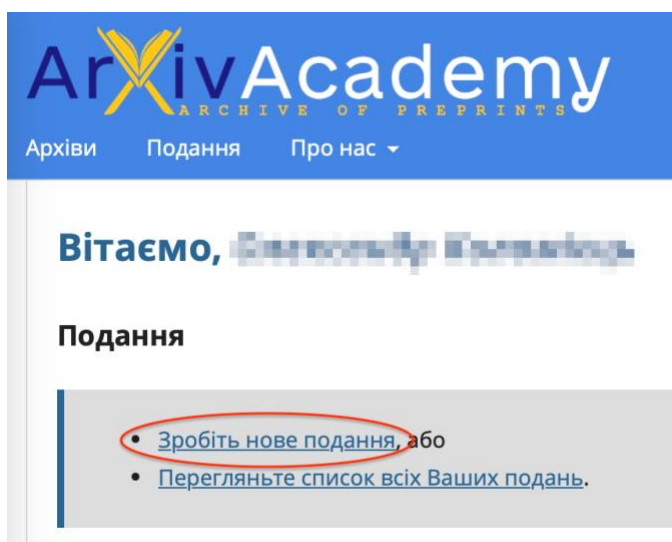 ArXivAcademy
ARCHIVE OF PREPRINTS
Архіви Подання Про нас
Вітаємо,
Подання
Зробіть нове подання, або
Перегляньте список всіх Ваших подань.